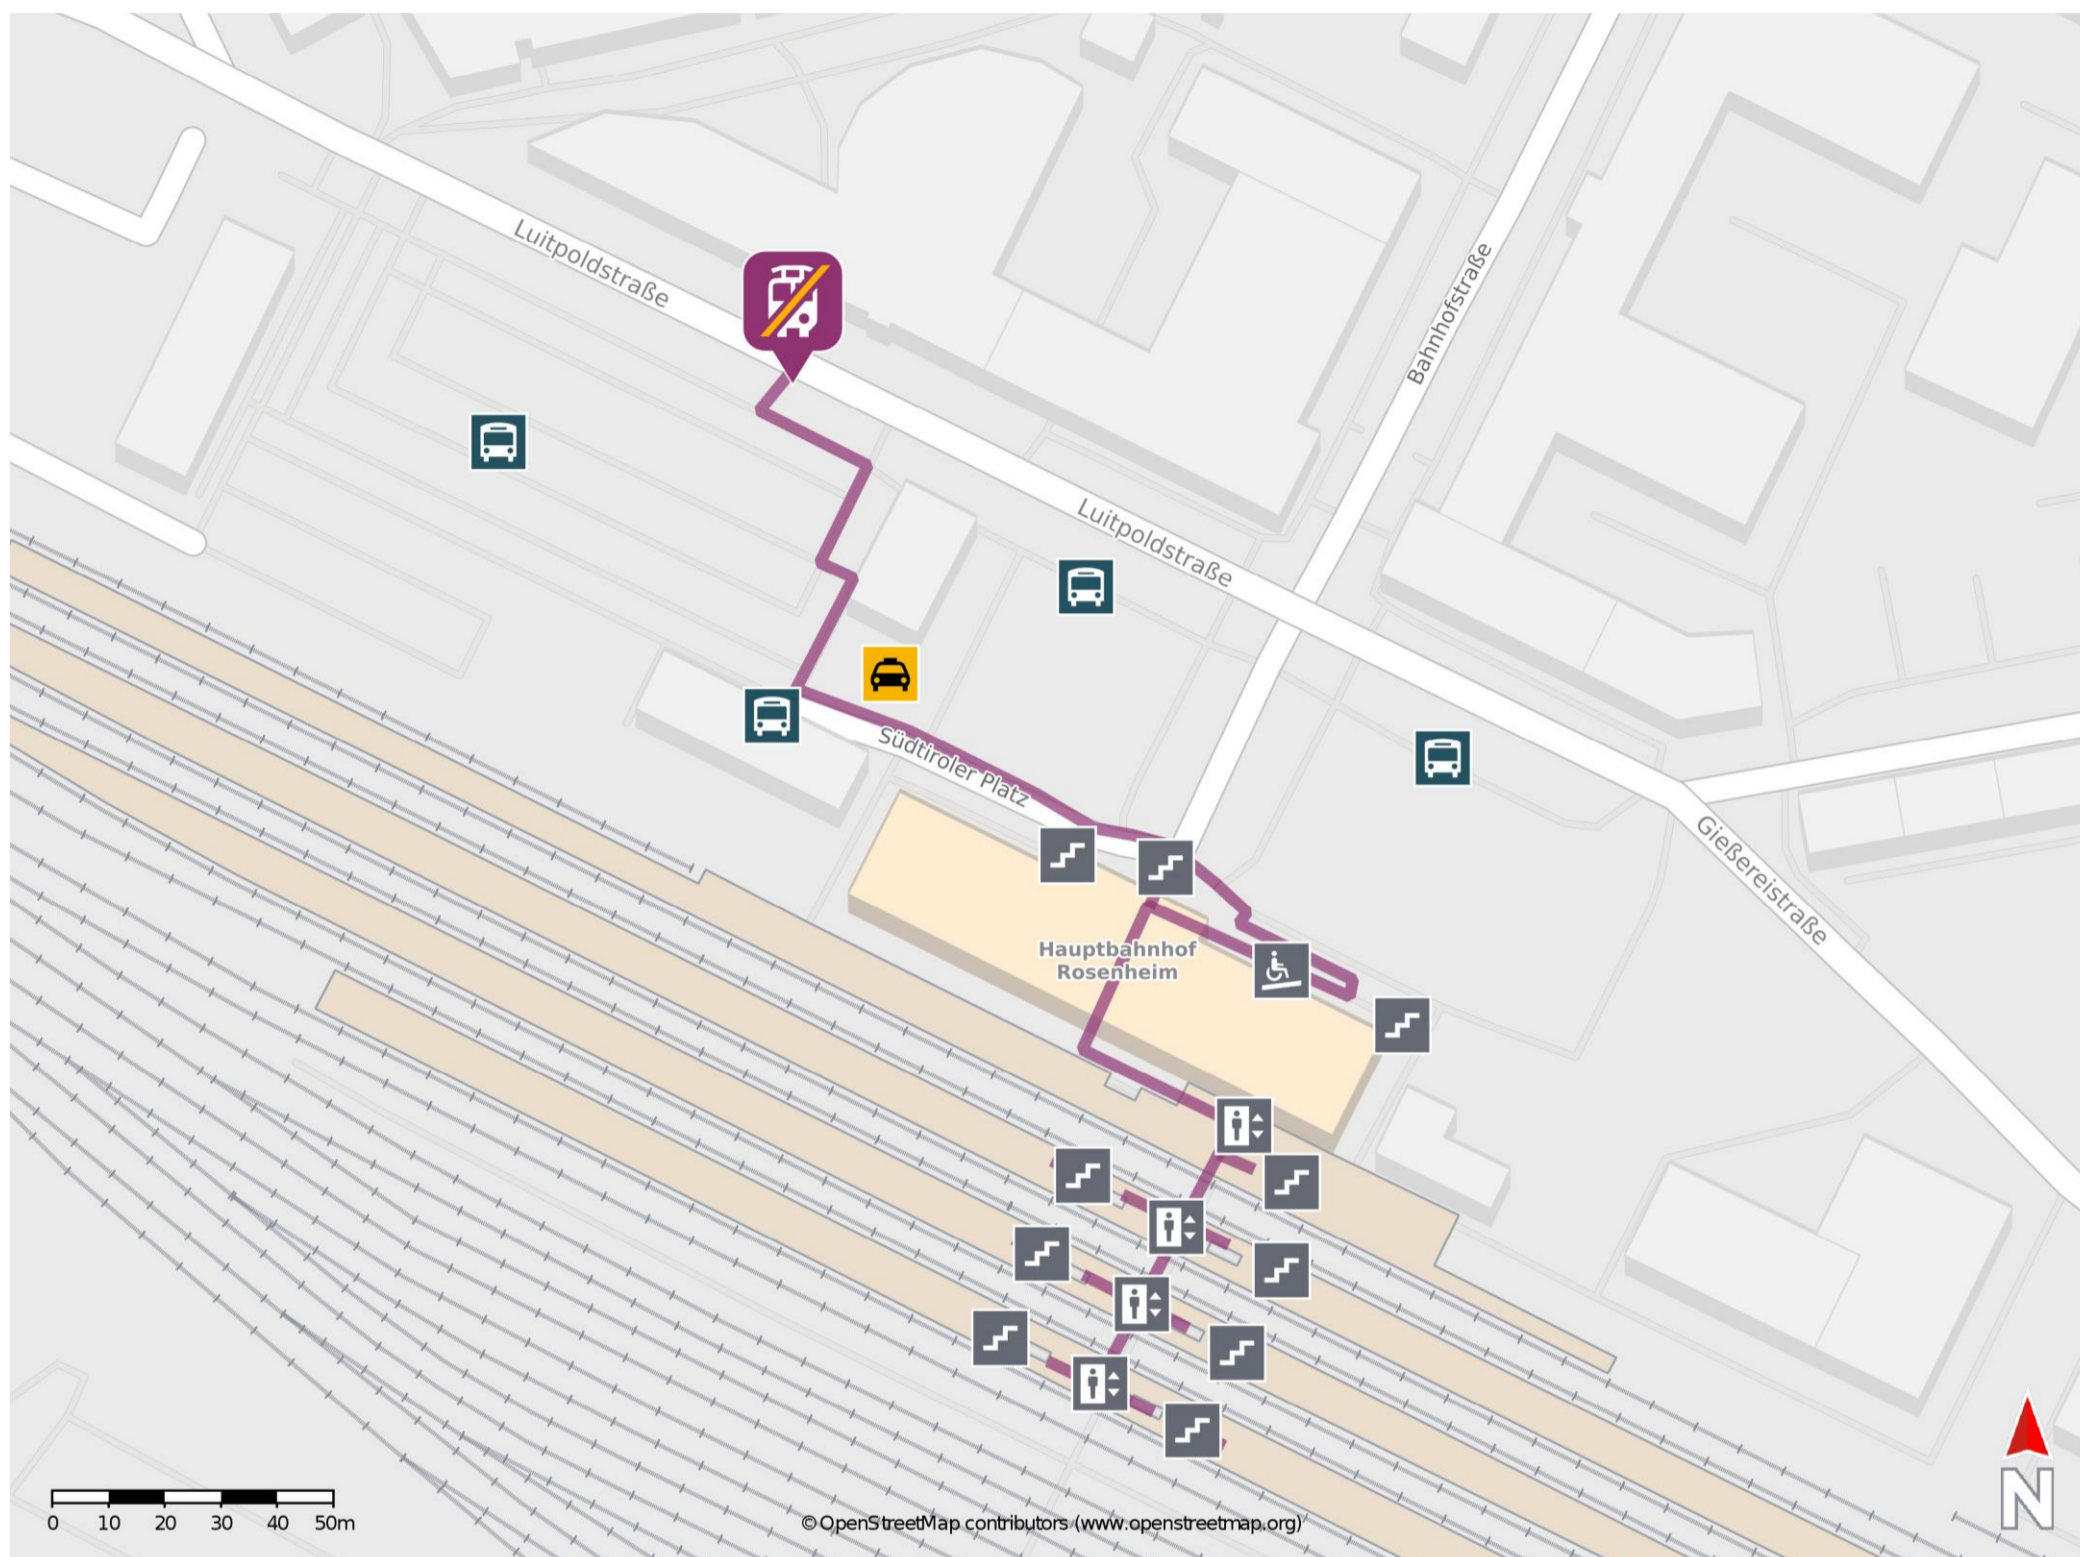 Luitpoldstraße
Bahnhofstraße
Luitpoldstraße
Südtiroler Platz
Gießereistraße
Hauptbahnhof
Rosenheim
0 10 20 30 40 50m
© OpenStreetMap contributors (www.openstreetmap.org)
N